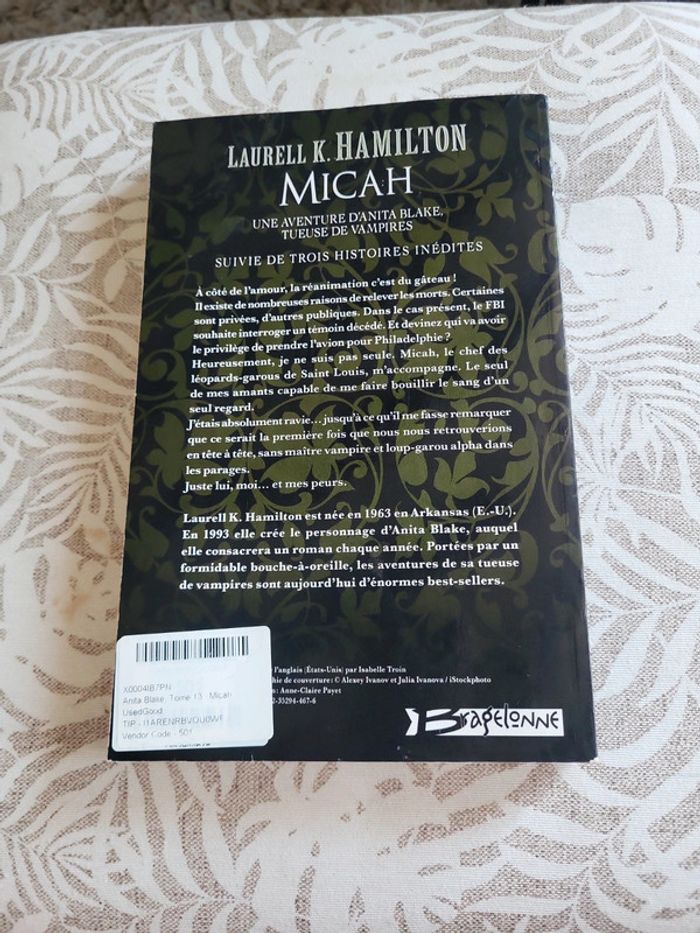 LAURELL K. HAMILTON
MICAH
UNE AVENTURE D'ANITA BLAKE,
TUEUSE DE VAMPIRES
SUIVIE DE TROIS HISTOIRES INÉDITES
À côté de l'amour, la réanimation c'est du gâteau !
Il existe de nombreuses raisons de relever les morts. Certaines
sont privées, d'autres publiques. Dans le cas présent, le FBI
souhaite interroger un témoin décédé. Et devinez qui va avoir
le privilège de prendre l'avion pour Philadelphie ?
Heureusement, je ne suis pas seule. Micah, le chef des
léopards-garous de Saint Louis, m'accompagne. Le seul
de mes amants capable de me faire bouillir le sang d'un
seul regard.
J'étais absolument ravie... jusqu'à ce qu'il me fasse remarquer
que ce serait la première fois que nous nous retrouverions
en tête à tête, sans maître vampire et loup-garou alpha dans
les parages.
Juste lui, moi... et mes peurs.
Laurell K. Hamilton est née en 1963 en Arkansas (E.-U.).
En 1993 elle crée le personnage d'Anita Blake, auquel
elle consacrera un roman chaque année. Portées par un
formidable bouche-à-oreille, les aventures de sa tueuse
de vampires sont aujourd'hui d'énormes best-sellers.
l'anglais (États-Unis) par Isabelle Troin
hie de couverture : © Alexey Ivanov et Julia Ivanova / iStockphoto
n : Anne-Claire Payet
2-35294-467-6
X0004IB7PN
Anita Blake, Tome 13 : Micah
UsedGood
TIP - I1ARENRBVOU0WF
Vendor Code - 501
BRAGELONNE